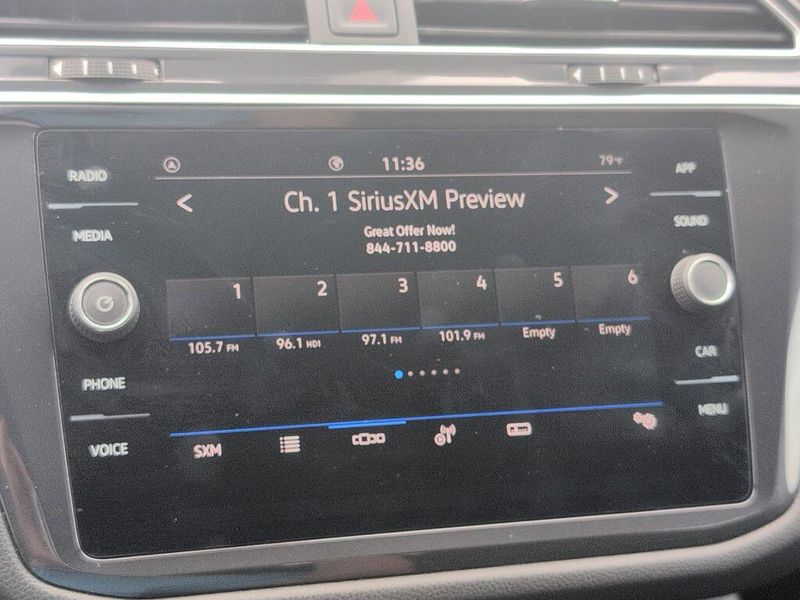 RADIO
MEDIA
PHONE
VOICE
11:36
79°F
Ch. 1 SiriusXM Preview
Great Offer Now!
844-711-8800
1 2 3 4 5 6
105.7 FM 96.1 HD1 97.1 FM 101.9 FM Empty Empty
SXM
APP
SOUND
CAR
MENU